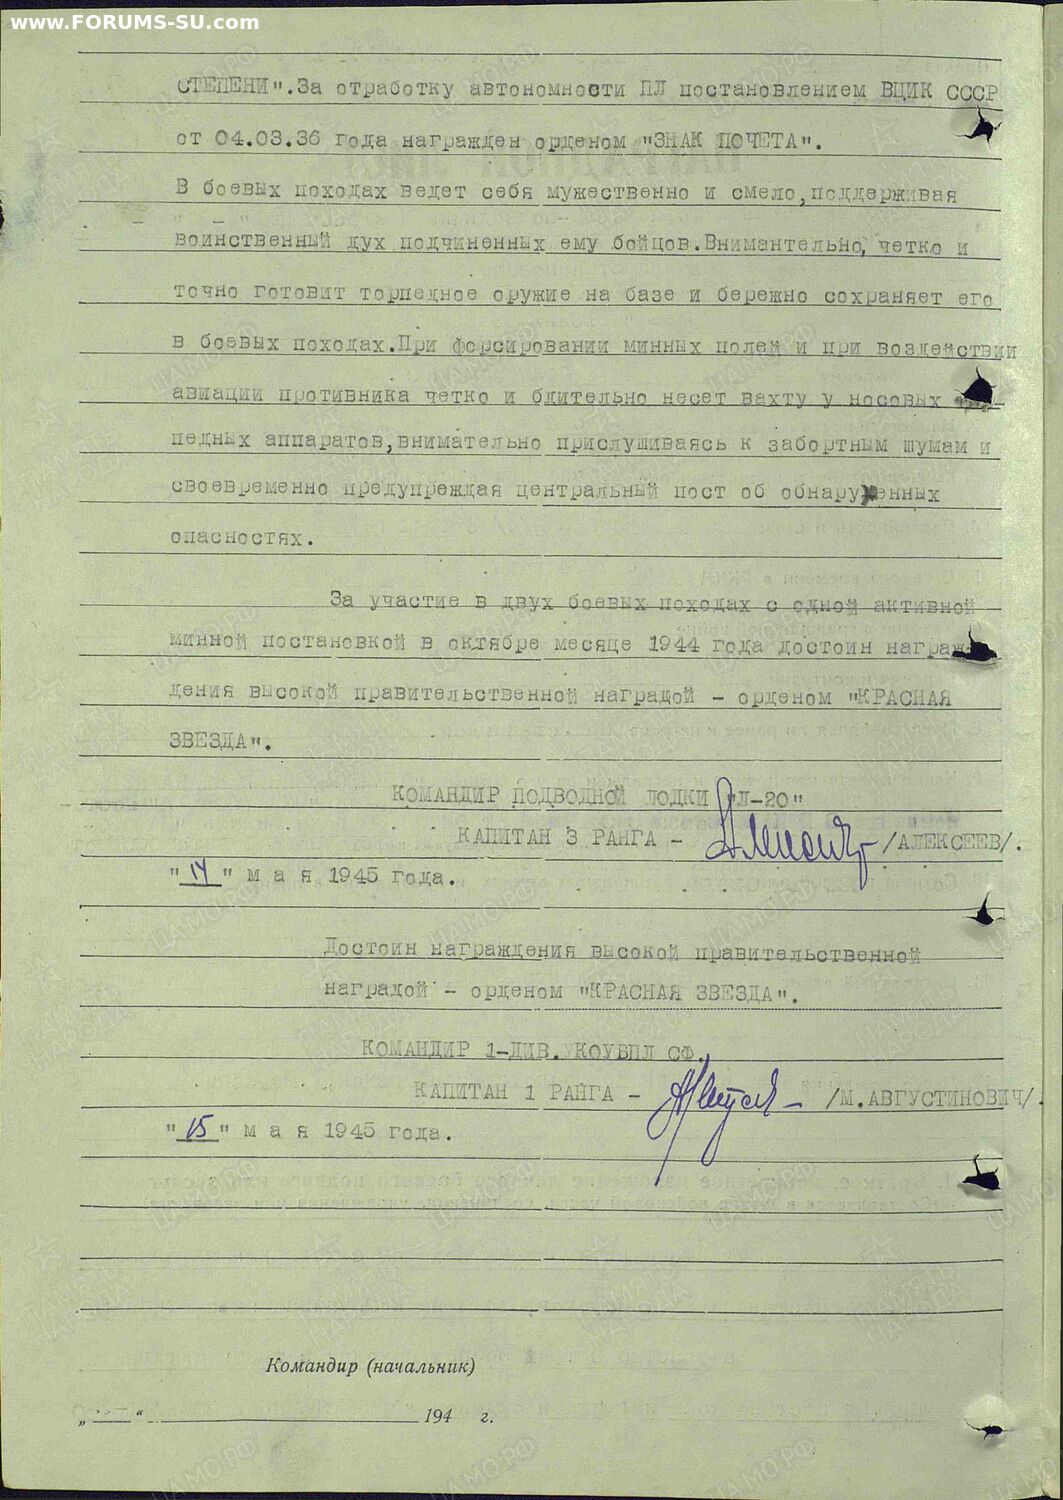 www.FORUMS-SU.com
СТЕПЕНИ".За отработку автономности ПЛ постановлением ВЦИК СССР
от 04.03.36 года награжден орденом "ЗНАК ПОЧЕТА".
В боевых походах ведет себя мужественно и смело,поддерживая
воинственный дух подчиненных ему бойцов.Внимантельно, четко и
точно готовит торпедное оружие на базе и бережно сохраняет его
в боевых походах.При форсировании минных полей и при воздействии
авиации противника четко и бдительно несет вахту у носовых
педных аппаратов,внимательно прислушиваясь к забортным шумам и
своевременно предупреждая центральный пост об обнаруженных
опасностях.
За участие в двух боевых походах с одной активной
минной постановкой в октябре месяце 1944 года достоин награж-
дения высокой правительственной наградой - орденом "КРАСНАЯ
ЗВЕЗДА".
КОМАНДИР ПОДВОДНОЙ ЛОДКИ "Л-20"
КАПИТАН 3 РАНГА - /АЛЕКСЕЕВ/.
"14" м а я 1945 года.
Достоин награждения высокой правительственной
наградой - орденом "КРАСНАЯ ЗВЕЗДА".
КОМАНДИР 1-ДИВ. КОУБПЛ СФ.
КАПИТАН 1 РАНГА - /М.АВГУСТИНОВИЧ/.
"15" м а я 1945 года.
Командир (начальник)
„ “ 194 г.